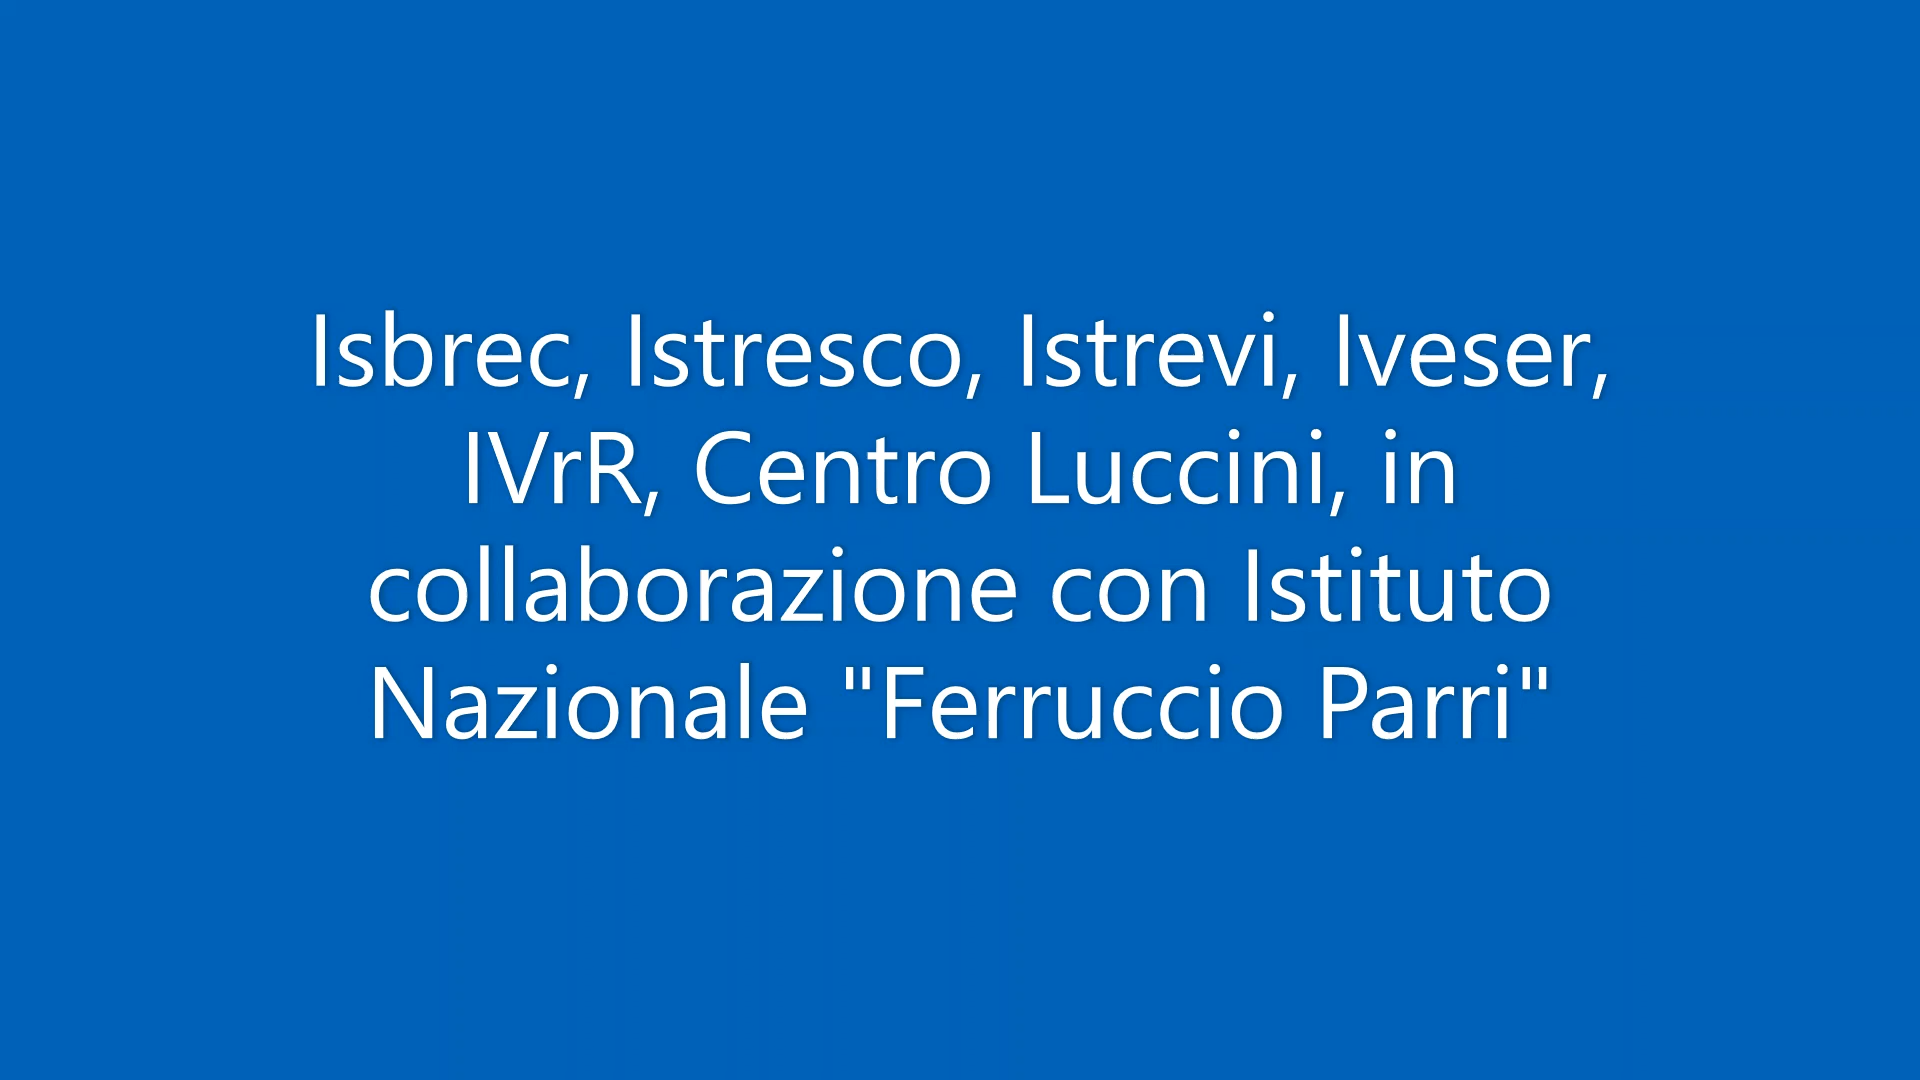 Isbrec, Istresco, Istrevi, Iveser,
IVrR, Centro Luccini, in
collaborazione con Istituto
Nazionale "Ferruccio Parri"